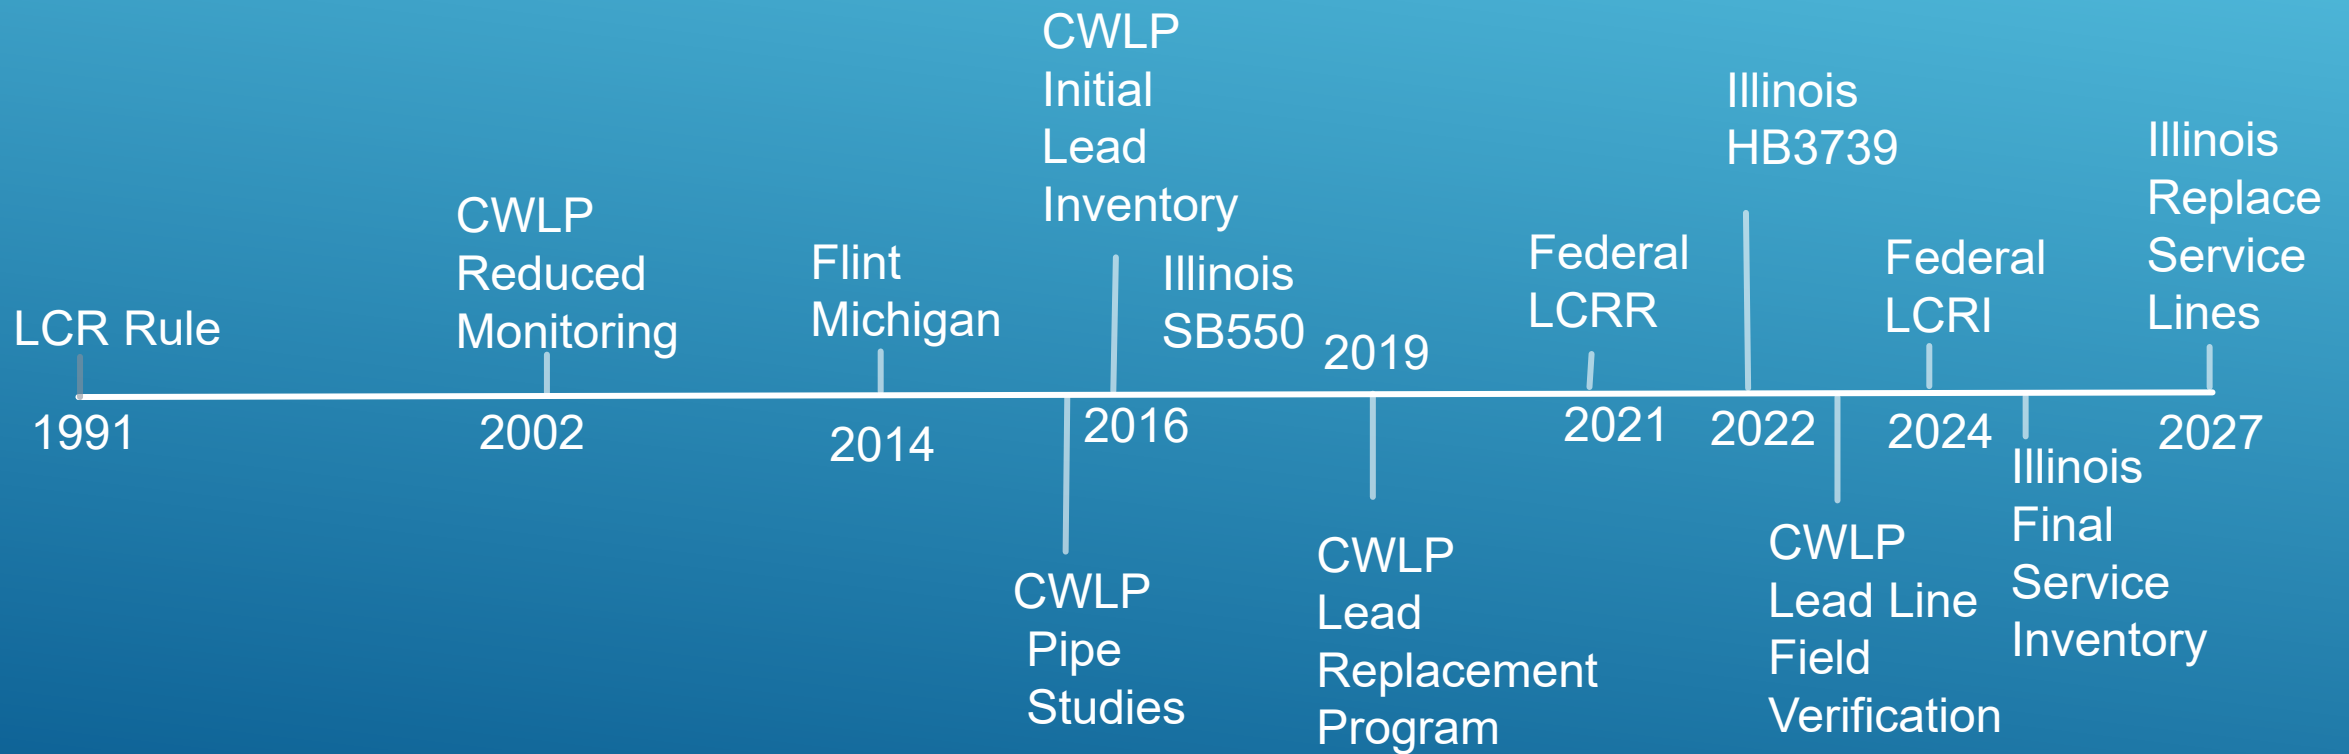 LCR Rule
1991
CWLP
Reduced
Monitoring
2002
Flint
Michigan
2014
CWLP
Pipe
Studies
CWLP
Initial
Lead
Inventory
2016
Illinois
SB550
2019
CWLP
Lead
Replacement
Program
Federal
LCRR
2021
Illinois
HB3739
2022
CWLP
Lead Line
Field
Verification
Federal
LCRI
2024
Illinois
Final
Service
Inventory
Illinois
Replace
Service
Lines
2027